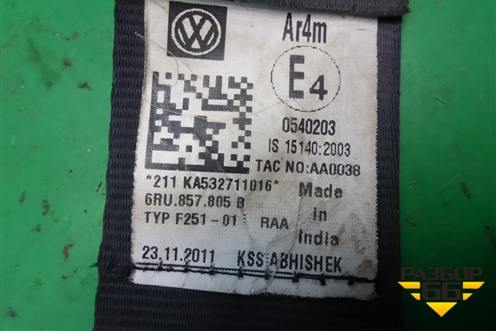 Ar4m
E4
0540203
IS 15140:2003
TAC NO:AA0038
*211 KA532711016*
Made
6RU.857.805 B
in
TYP F251-01 RAA
India
23.11.2011 KSS ABHISHEK
РАЗБОР
66